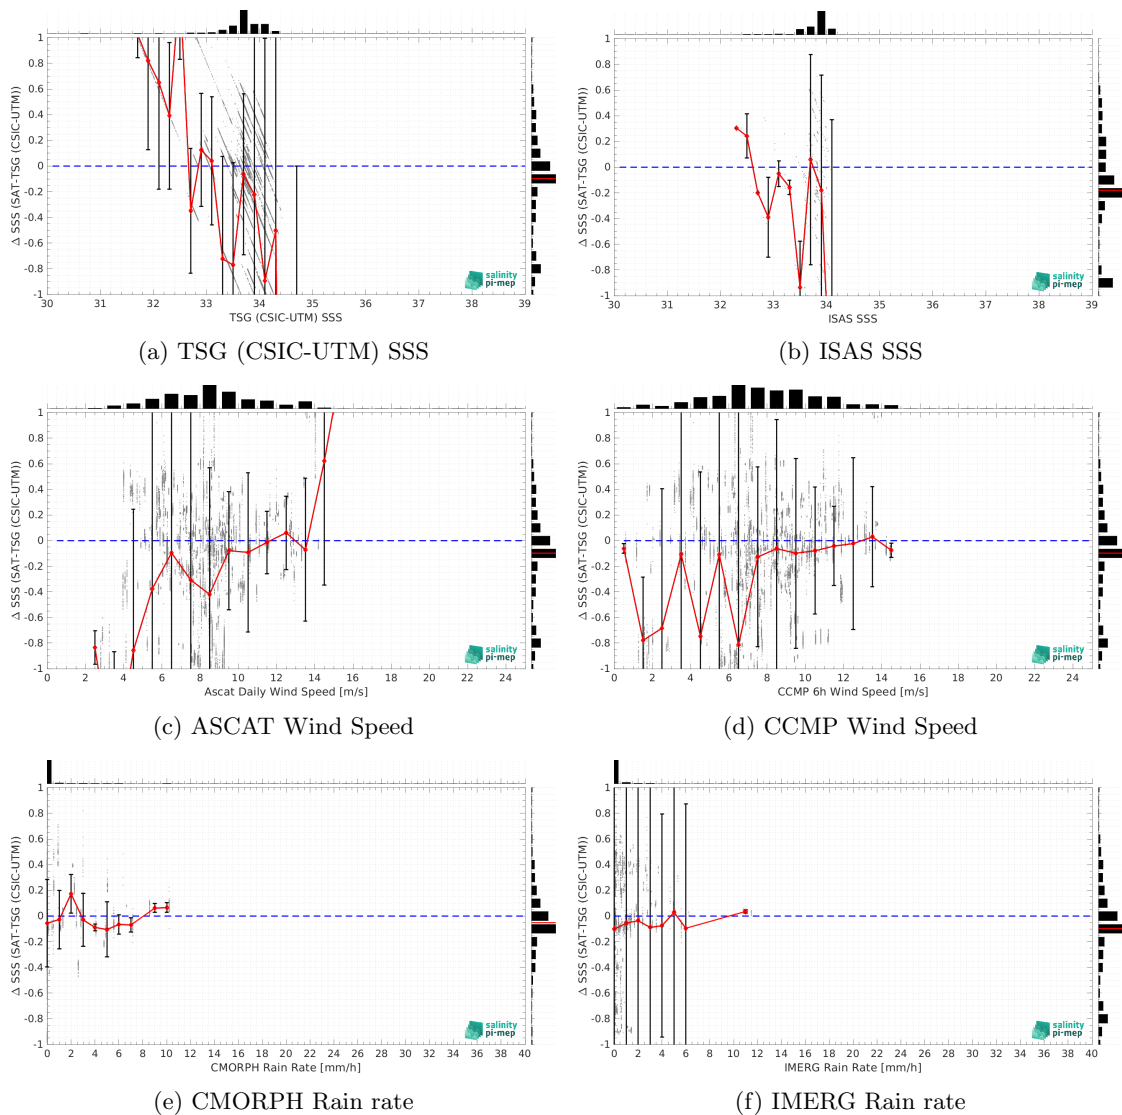 1
0.8
0.6
0.4
0.2
0
-0.2
-0.4
-0.6
-0.8
-1
Δ SSS (SAT-TSG (CSIC-UTM))
30 31 32 33 34 35 36 37 38 39
TSG (CSIC-UTM) SSS
salinity
pi-mep
(a) TSG (CSIC-UTM) SSS
1
0.8
0.6
0.4
0.2
0
-0.2
-0.4
-0.6
-0.8
-1
Δ SSS (SAT-TSG (CSIC-UTM))
30 31 32 33 34 35 36 37 38 39
ISAS SSS
salinity
pi-mep
(b) ISAS SSS
1
0.8
0.6
0.4
0.2
0
-0.2
-0.4
-0.6
-0.8
-1
Δ SSS (SAT-TSG (CSIC-UTM))
0 2 4 6 8 10 12 14 16 18 20 22 24
Ascat Daily Wind Speed [m/s]
salinity
pi-mep
(c) ASCAT Wind Speed
1
0.8
0.6
0.4
0.2
0
-0.2
-0.4
-0.6
-0.8
-1
Δ SSS (SAT-TSG (CSIC-UTM))
0 2 4 6 8 10 12 14 16 18 20 22 24
CCMP 6h Wind Speed [m/s]
salinity
pi-mep
(d) CCMP Wind Speed
1
0.8
0.6
0.4
0.2
0
-0.2
-0.4
-0.6
-0.8
-1
Δ SSS (SAT-TSG (CSIC-UTM))
0 2 4 6 8 10 12 14 16 18 20 22 24 26 28 30 32 34 36 38 40
CMORPH Rain Rate [mm/h]
salinity
pi-mep
(e) CMORPH Rain rate
1
0.8
0.6
0.4
0.2
0
-0.2
-0.4
-0.6
-0.8
-1
Δ SSS (SAT-TSG (CSIC-UTM))
0 2 4 6 8 10 12 14 16 18 20 22 24 26 28 30 32 34 36 38 40
IMERG Rain Rate [mm/h]
salinity
pi-mep
(f) IMERG Rain rate